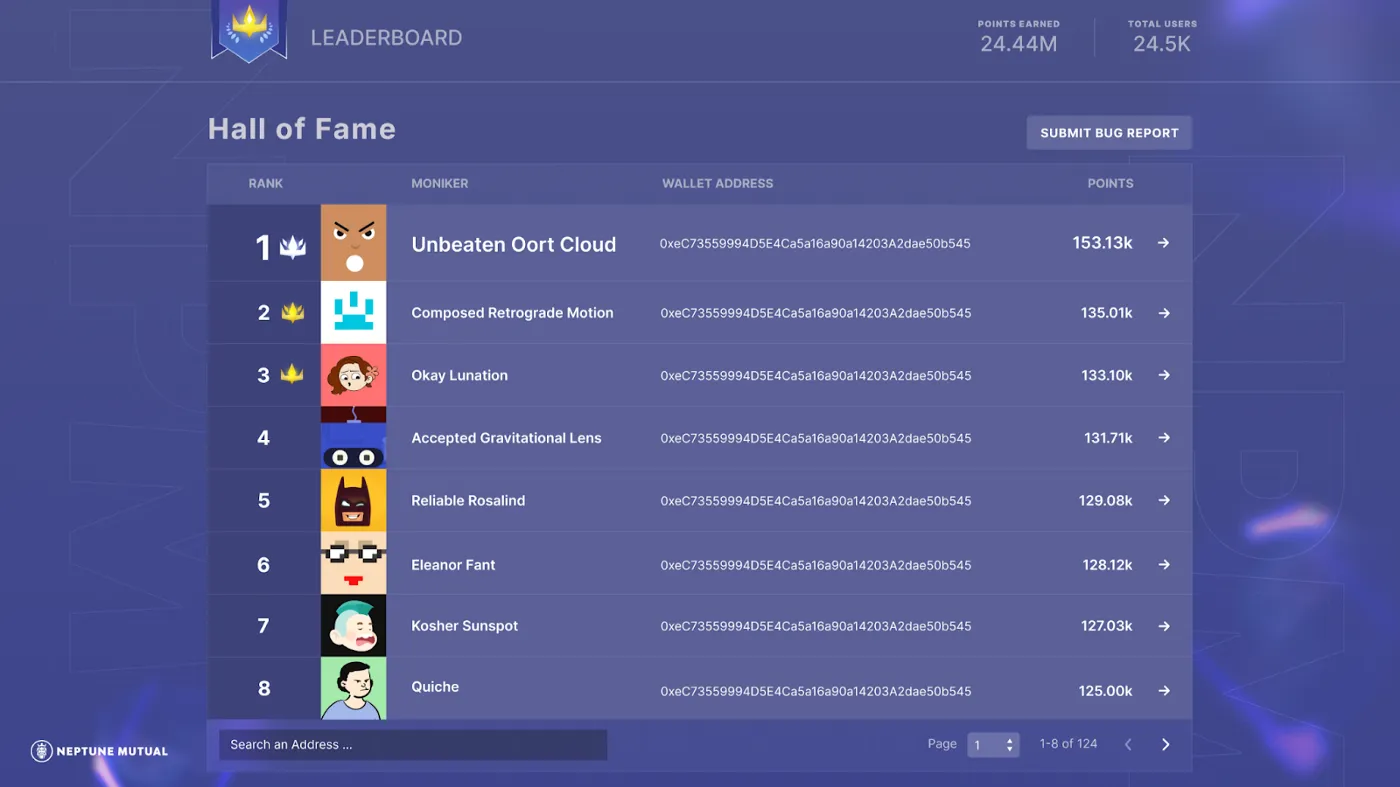 LEADERBOARD
POINTS EARNED
24.44M
TOTAL USERS
24.5K
Hall of Fame
SUBMIT BUG REPORT
RANK MONIKER WALLET ADDRESS POINTS
1 Unbeaten Oort Cloud 0xeC73559994D5E4Ca5a16a90a14203A2dae50b545 153.13k →
2 Composed Retrograde Motion 0xeC73559994D5E4Ca5a16a90a14203A2dae50b545 135.01k →
3 Okay Lunation 0xeC73559994D5E4Ca5a16a90a14203A2dae50b545 133.10k →
4 Accepted Gravitational Lens 0xeC73559994D5E4Ca5a16a90a14203A2dae50b545 131.71k →
5 Reliable Rosalind 0xeC73559994D5E4Ca5a16a90a14203A2dae50b545 129.08k →
6 Eleanor Fant 0xeC73559994D5E4Ca5a16a90a14203A2dae50b545 128.12k →
7 Kosher Sunspot 0xeC73559994D5E4Ca5a16a90a14203A2dae50b545 127.03k →
8 Quiche 0xeC73559994D5E4Ca5a16a90a14203A2dae50b545 125.00k →
Search an Address ... Page 1 1-8 of 124
NEPTUNE MUTUAL